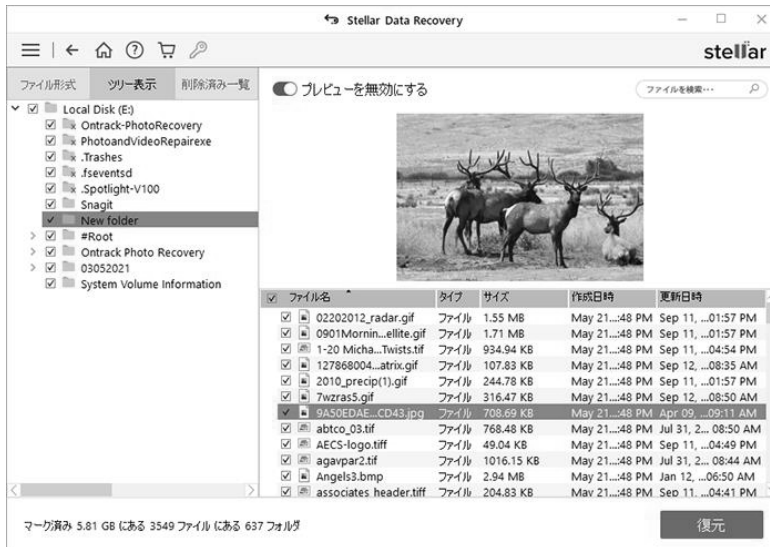 Stellar Data Recovery
stellar
ファイル形式 ツリー表示 削除済み一覧
プレビューを無効にする
ファイルを検索…
Local Disk (E:)
Ontrack-PhotoRecovery
PhotoandVideoRepairexe
.Trashes
.fseventsd
.Spotlight-V100
Snagit
New folder
#Root
Ontrack Photo Recovery
03052021
System Volume Information
ファイル名 タイプ サイズ 作成日時 更新日時
02202012_radar.gif ファイル 1.55 MB May 21...:48 PM Sep 11, ...01:57 PM
0901Mornin...ellite.gif ファイル 1.71 MB May 21...:48 PM Sep 11, ...01:57 PM
1-20 Micha...Twists.tif ファイル 934.94 KB May 21...:48 PM Sep 11, ...04:54 PM
127868004...atrix.gif ファイル 107.83 KB May 21...:48 PM Sep 12, ...08:35 AM
2010_precip(1).gif ファイル 244.78 KB May 21...:48 PM Sep 11, ...01:57 PM
7wzras5.gif ファイル 316.47 KB May 21...:48 PM Sep 12, ...08:50 AM
9A50EDAE...CD43.jpg ファイル 708.69 KB May 21...:48 PM Apr 09, ...09:11 AM
abtco_03.tif ファイル 768.48 KB May 21...:48 PM Jul 31, 2... 08:50 AM
AECS-logo.tiff ファイル 49.04 KB May 21...:48 PM Sep 11, ...04:49 PM
agavpar2.tif ファイル 1016.15 KB May 21...:48 PM Jul 31, 2... 08:44 AM
Angels3.bmp ファイル 2.94 MB May 21...:48 PM Jan 12, ...06:50 AM
associates header.tiff ファイル 204.83 KB May 21...:48 PM Sep 11, ...04:41 PM
マーク済み 5.81 GB にある 3549 ファイル にある 637 フォルダ
復元